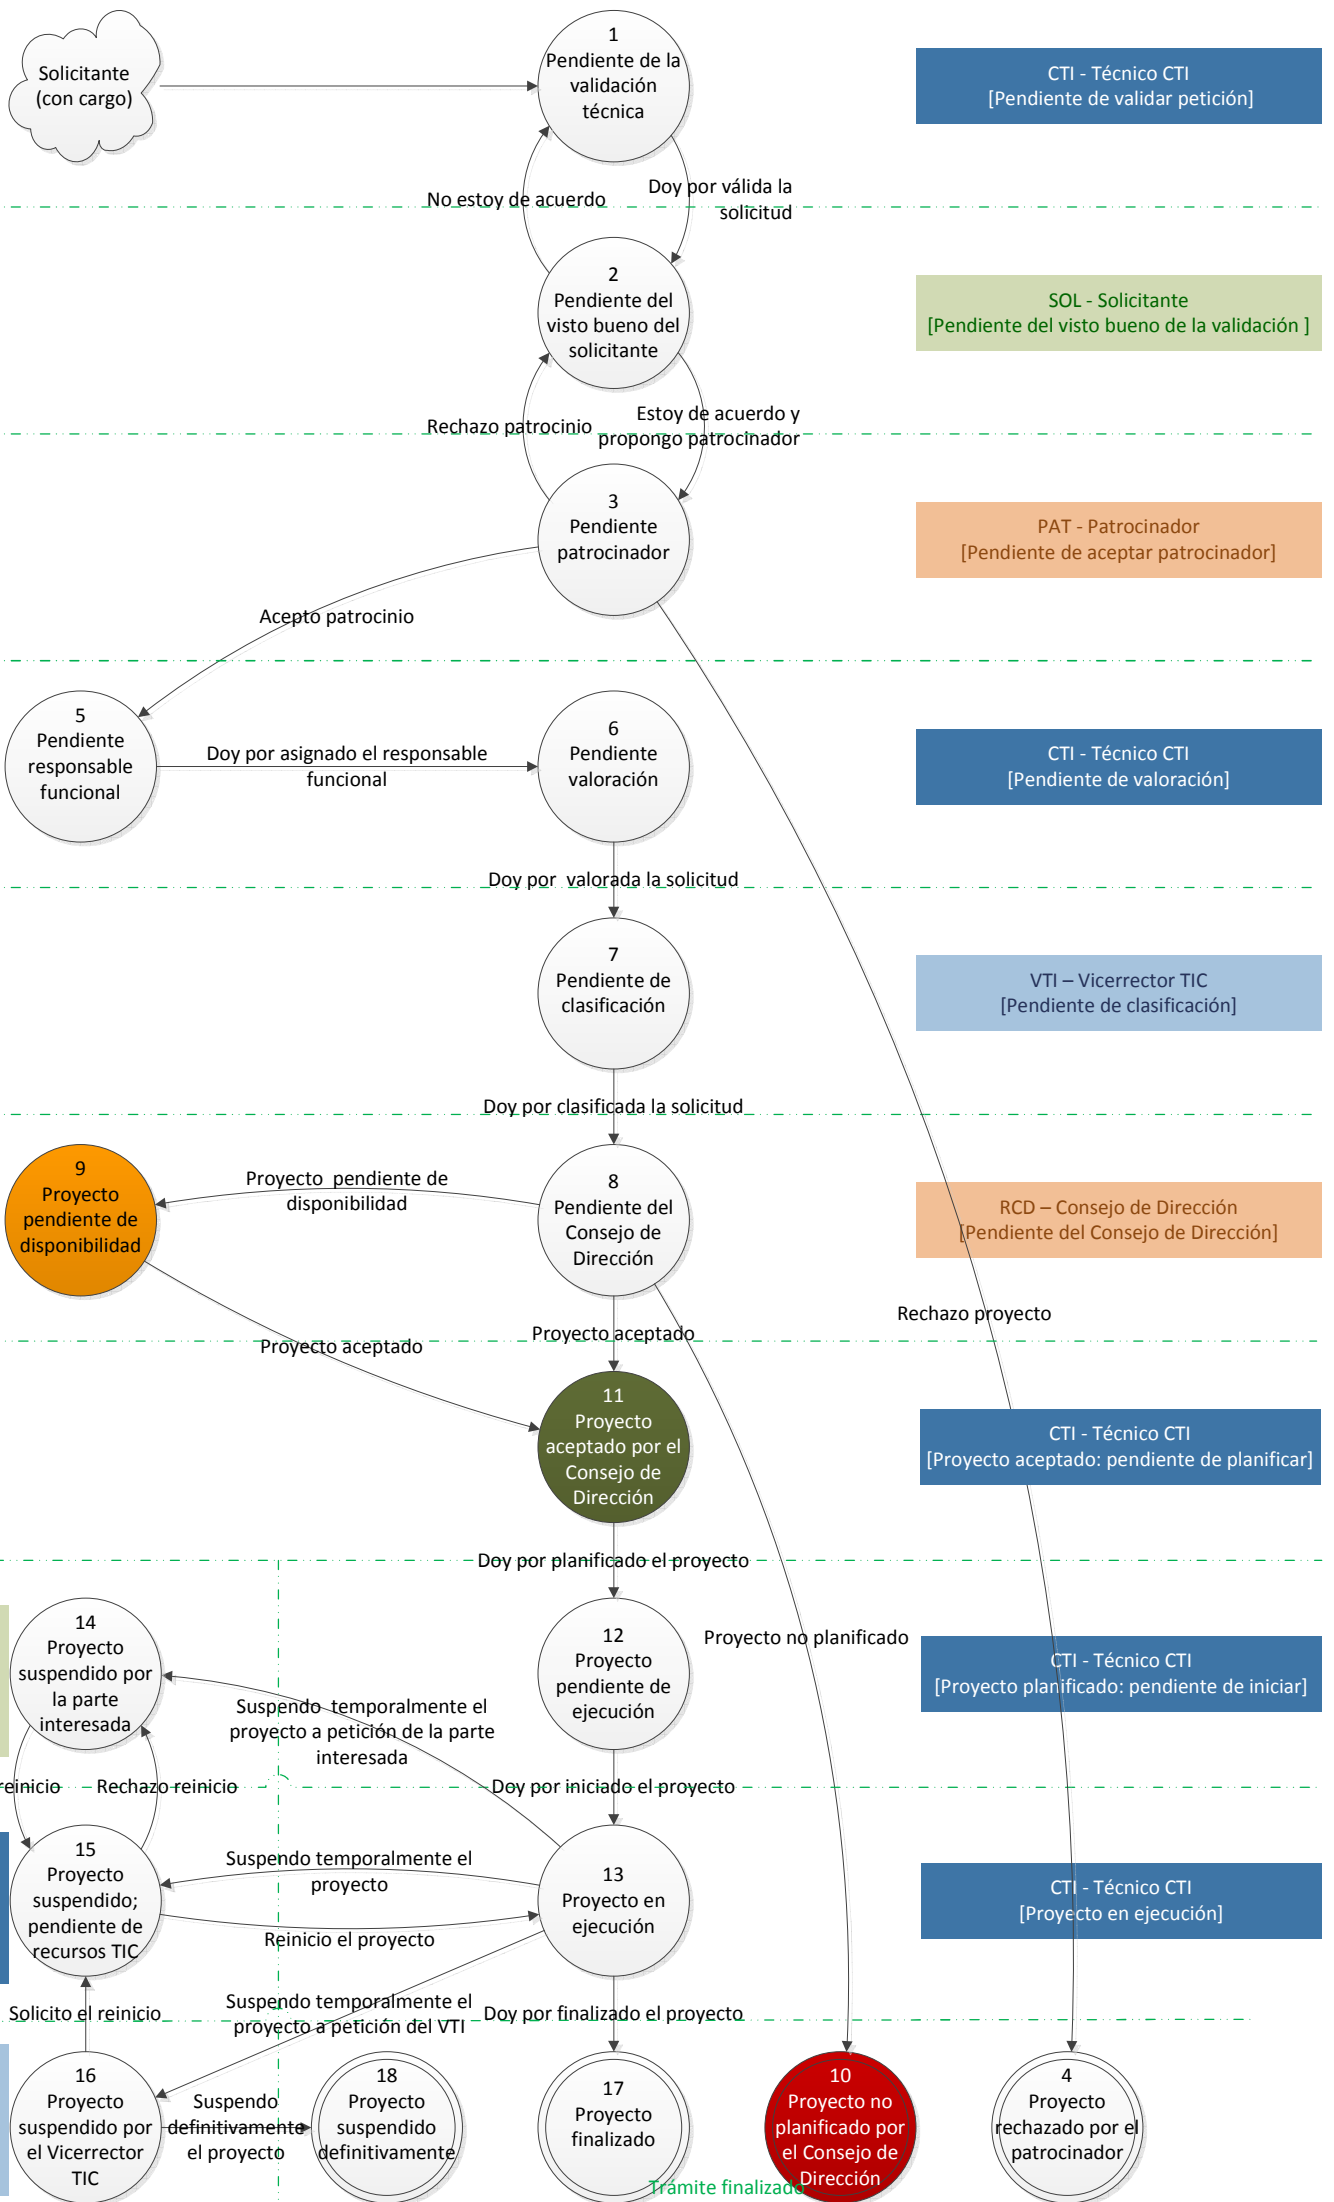 Solicitante
(con cargo)
1
Pendiente de la
validación
técnica
CTI - Técnico CTI
[Pendiente de validar petición]
No estoy de acuerdo
Doy por válida la
solicitud
2
Pendiente del
visto bueno del
solicitante
SOL - Solicitante
[Pendiente del visto bueno de la validación ]
Rechazo patrocinio
Estoy de acuerdo y
propongo patrocinador
3
Pendiente
patrocinador
PAT - Patrocinador
[Pendiente de aceptar patrocinador]
Acepto patrocinio
5
Pendiente
responsable
funcional
Doy por asignado el responsable
funcional
6
Pendiente
valoración
CTI - Técnico CTI
[Pendiente de valoración]
Doy por valorada la solicitud
7
Pendiente de
clasificación
VTI – Vicerrector TIC
[Pendiente de clasificación]
Doy por clasificada la solicitud
9
Proyecto
pendiente de
disponibilidad
Proyecto pendiente de
disponibilidad
8
Pendiente del
Consejo de
Dirección
RCD – Consejo de Dirección
[Pendiente del Consejo de Dirección]
Rechazo proyecto
Proyecto aceptado
Proyecto aceptado
11
Proyecto
aceptado por el
Consejo de
Dirección
CTI - Técnico CTI
[Proyecto aceptado: pendiente de planificar]
Doy por planificado el proyecto
14
Proyecto
suspendido por
la parte
interesada
Suspendo temporalmente el
proyecto a petición de la parte
interesada
12
Proyecto
pendiente de
ejecución
Proyecto no planificado
CTI - Técnico CTI
[Proyecto planificado: pendiente de iniciar]
reinicio
Rechazo reinicio
Doy por iniciado el proyecto
15
Proyecto
suspendido;
pendiente de
recursos TIC
Suspendo temporalmente el
proyecto
Reinicio el proyecto
13
Proyecto en
ejecución
CTI - Técnico CTI
[Proyecto en ejecución]
Solicito el reinicio
Suspendo temporalmente el
proyecto a petición del VTI
Doy por finalizado el proyecto
16
Proyecto
suspendido por
el Vicerrector
TIC
Suspendo
definitivamente
el proyecto
18
Proyecto
suspendido
definitivamente
17
Proyecto
finalizado
10
Proyecto no
planificado por
el Consejo de
Dirección
4
Proyecto
rechazado por el
patrocinador
Trámite finalizado